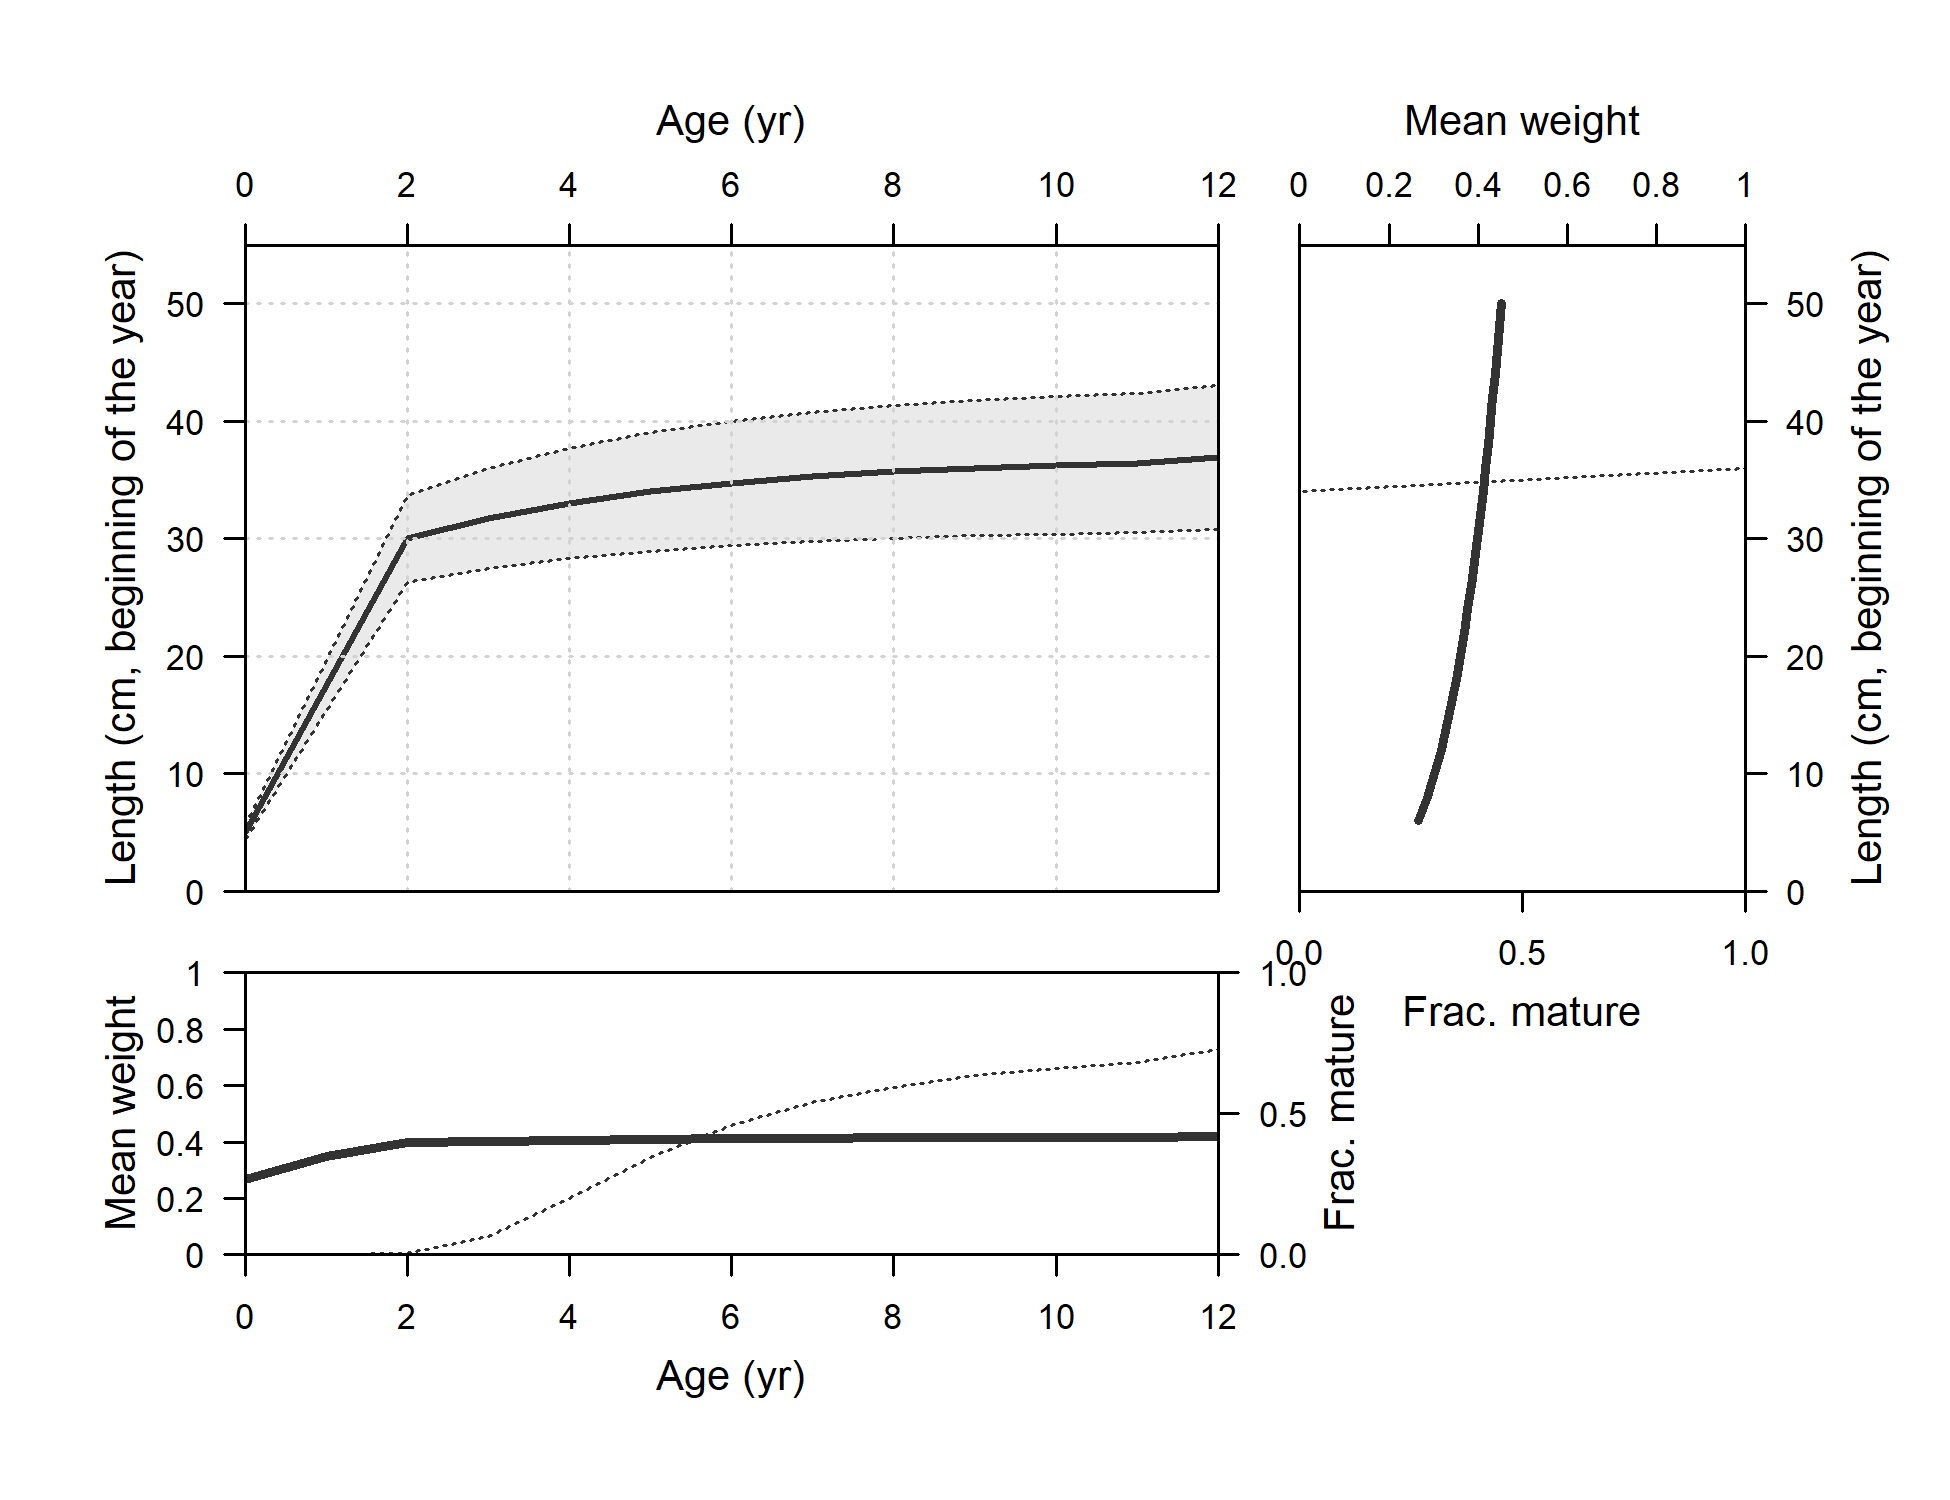 Age (yr)
Mean weight
0 2 4 6 8 10 12
0 0.2 0.4 0.6 0.8 1
Length (cm, beginning of the year)
50
40
30
20
10
0
50
40
30
20
10
0
Length (cm, beginning of the year)
0.0 0.5 1.0
Frac. mature
Mean weight
1
0.8
0.6
0.4
0.2
0
1.0
0.5
0.0
Frac. mature
0 2 4 6 8 10 12
Age (yr)